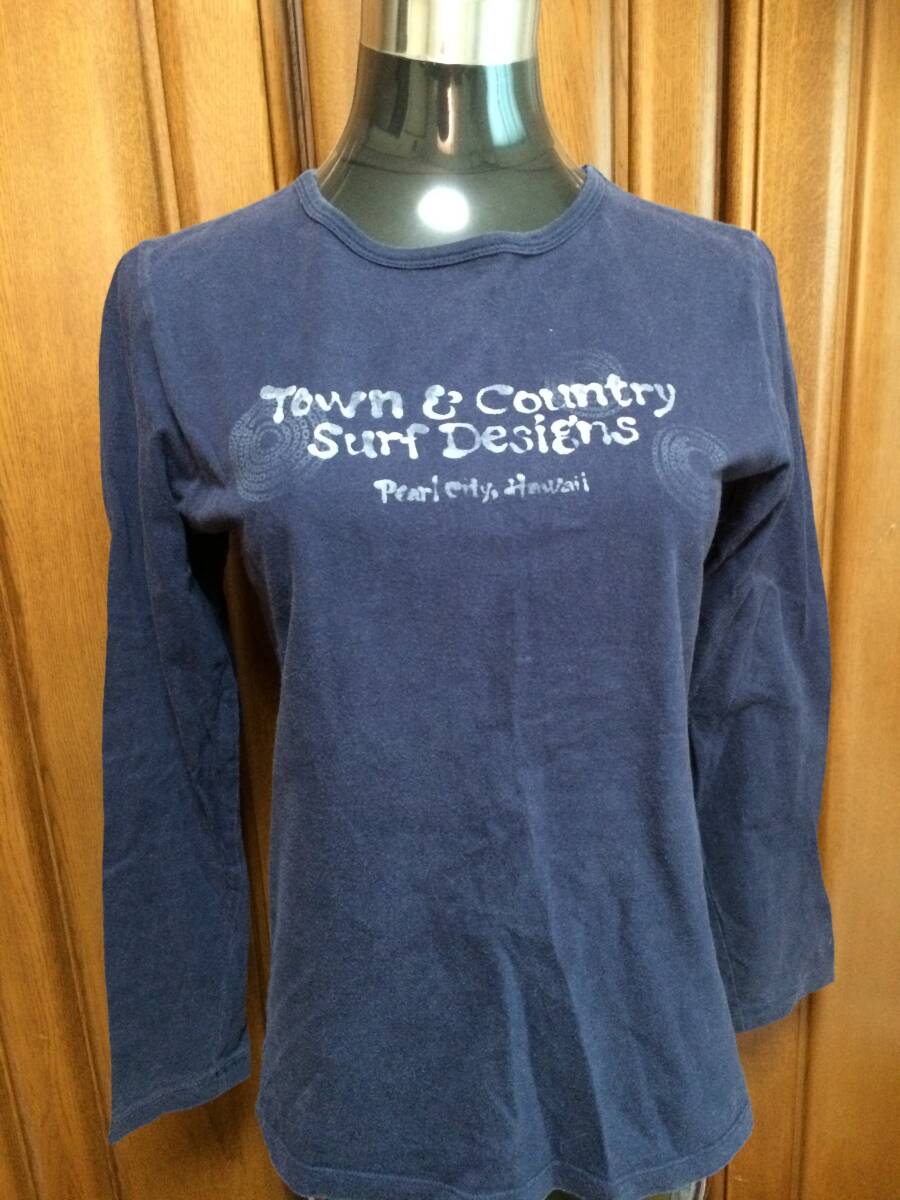 Town & Country
Surf Designs
Pearl City, Hawaii